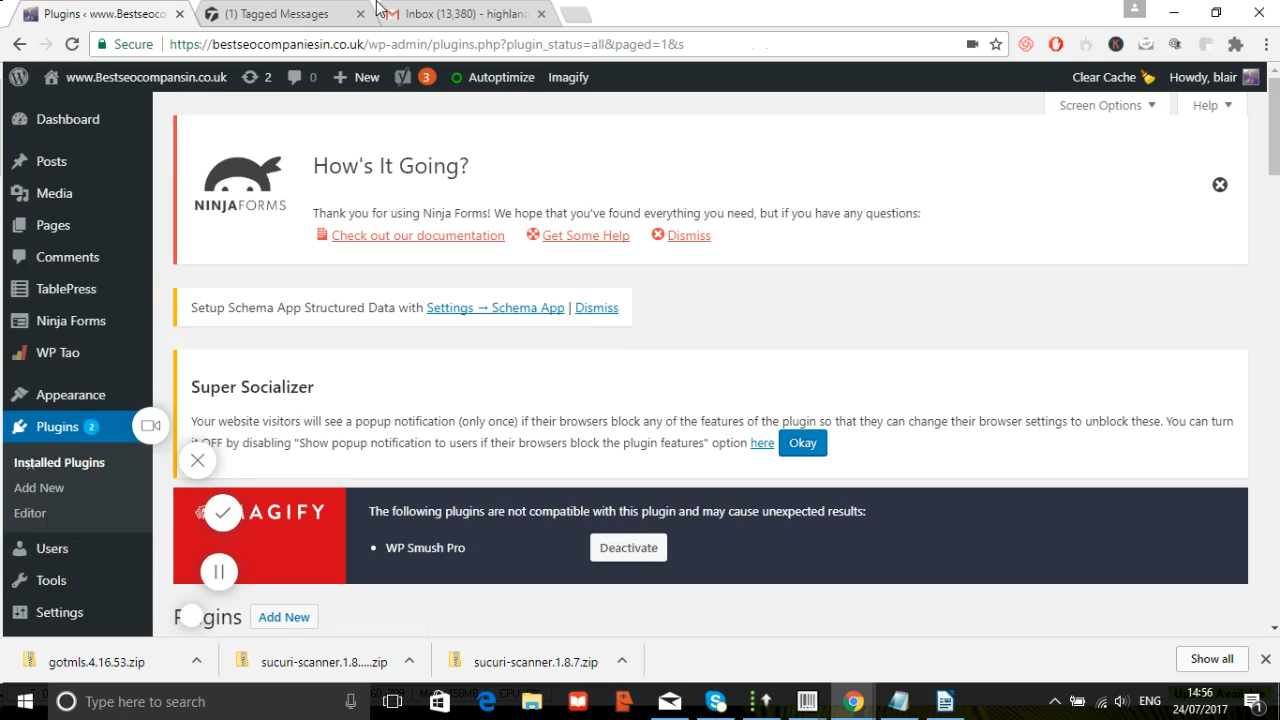 Plugins ‹ www.Bestseoc
(1) Tagged Messages
Inbox (13,380) - highlan
Secure
https://bestseocompaniesin.co.uk/wp-admin/plugins.php?plugin_status=all&paged=1&s
www.Bestseocompansin.co.uk
2
0
New
3
Autoptimize
Imagify
Clear Cache
Howdy, blair
Screen Options
Help
Dashboard
Posts
Media
Pages
Comments
TablePress
Ninja Forms
WP Tao
Appearance
Plugins 2
Installed Plugins
Add New
Editor
Users
Tools
Settings
NINJAFORMS
How's It Going?
Thank you for using Ninja Forms! We hope that you've found everything you need, but if you have any questions:
Check out our documentation
Get Some Help
Dismiss
Setup Schema App Structured Data with Settings → Schema App | Dismiss
Super Socializer
Your website visitors will see a popup notification (only once) if their browsers block any of the features of the plugin so that they can change their browser settings to unblock these. You can turn
it OFF by disabling "Show popup notification to users if their browsers block the plugin features" option here
Okay
AGIFY
The following plugins are not compatible with this plugin and may cause unexpected results:
• WP Smush Pro
Deactivate
Plugins
Add New
gotmls.4.16.53.zip
sucuri-scanner.1.8.....zip
sucuri-scanner.1.8.7.zip
Show all
Type here to search
ENG
14:56
24/07/2017